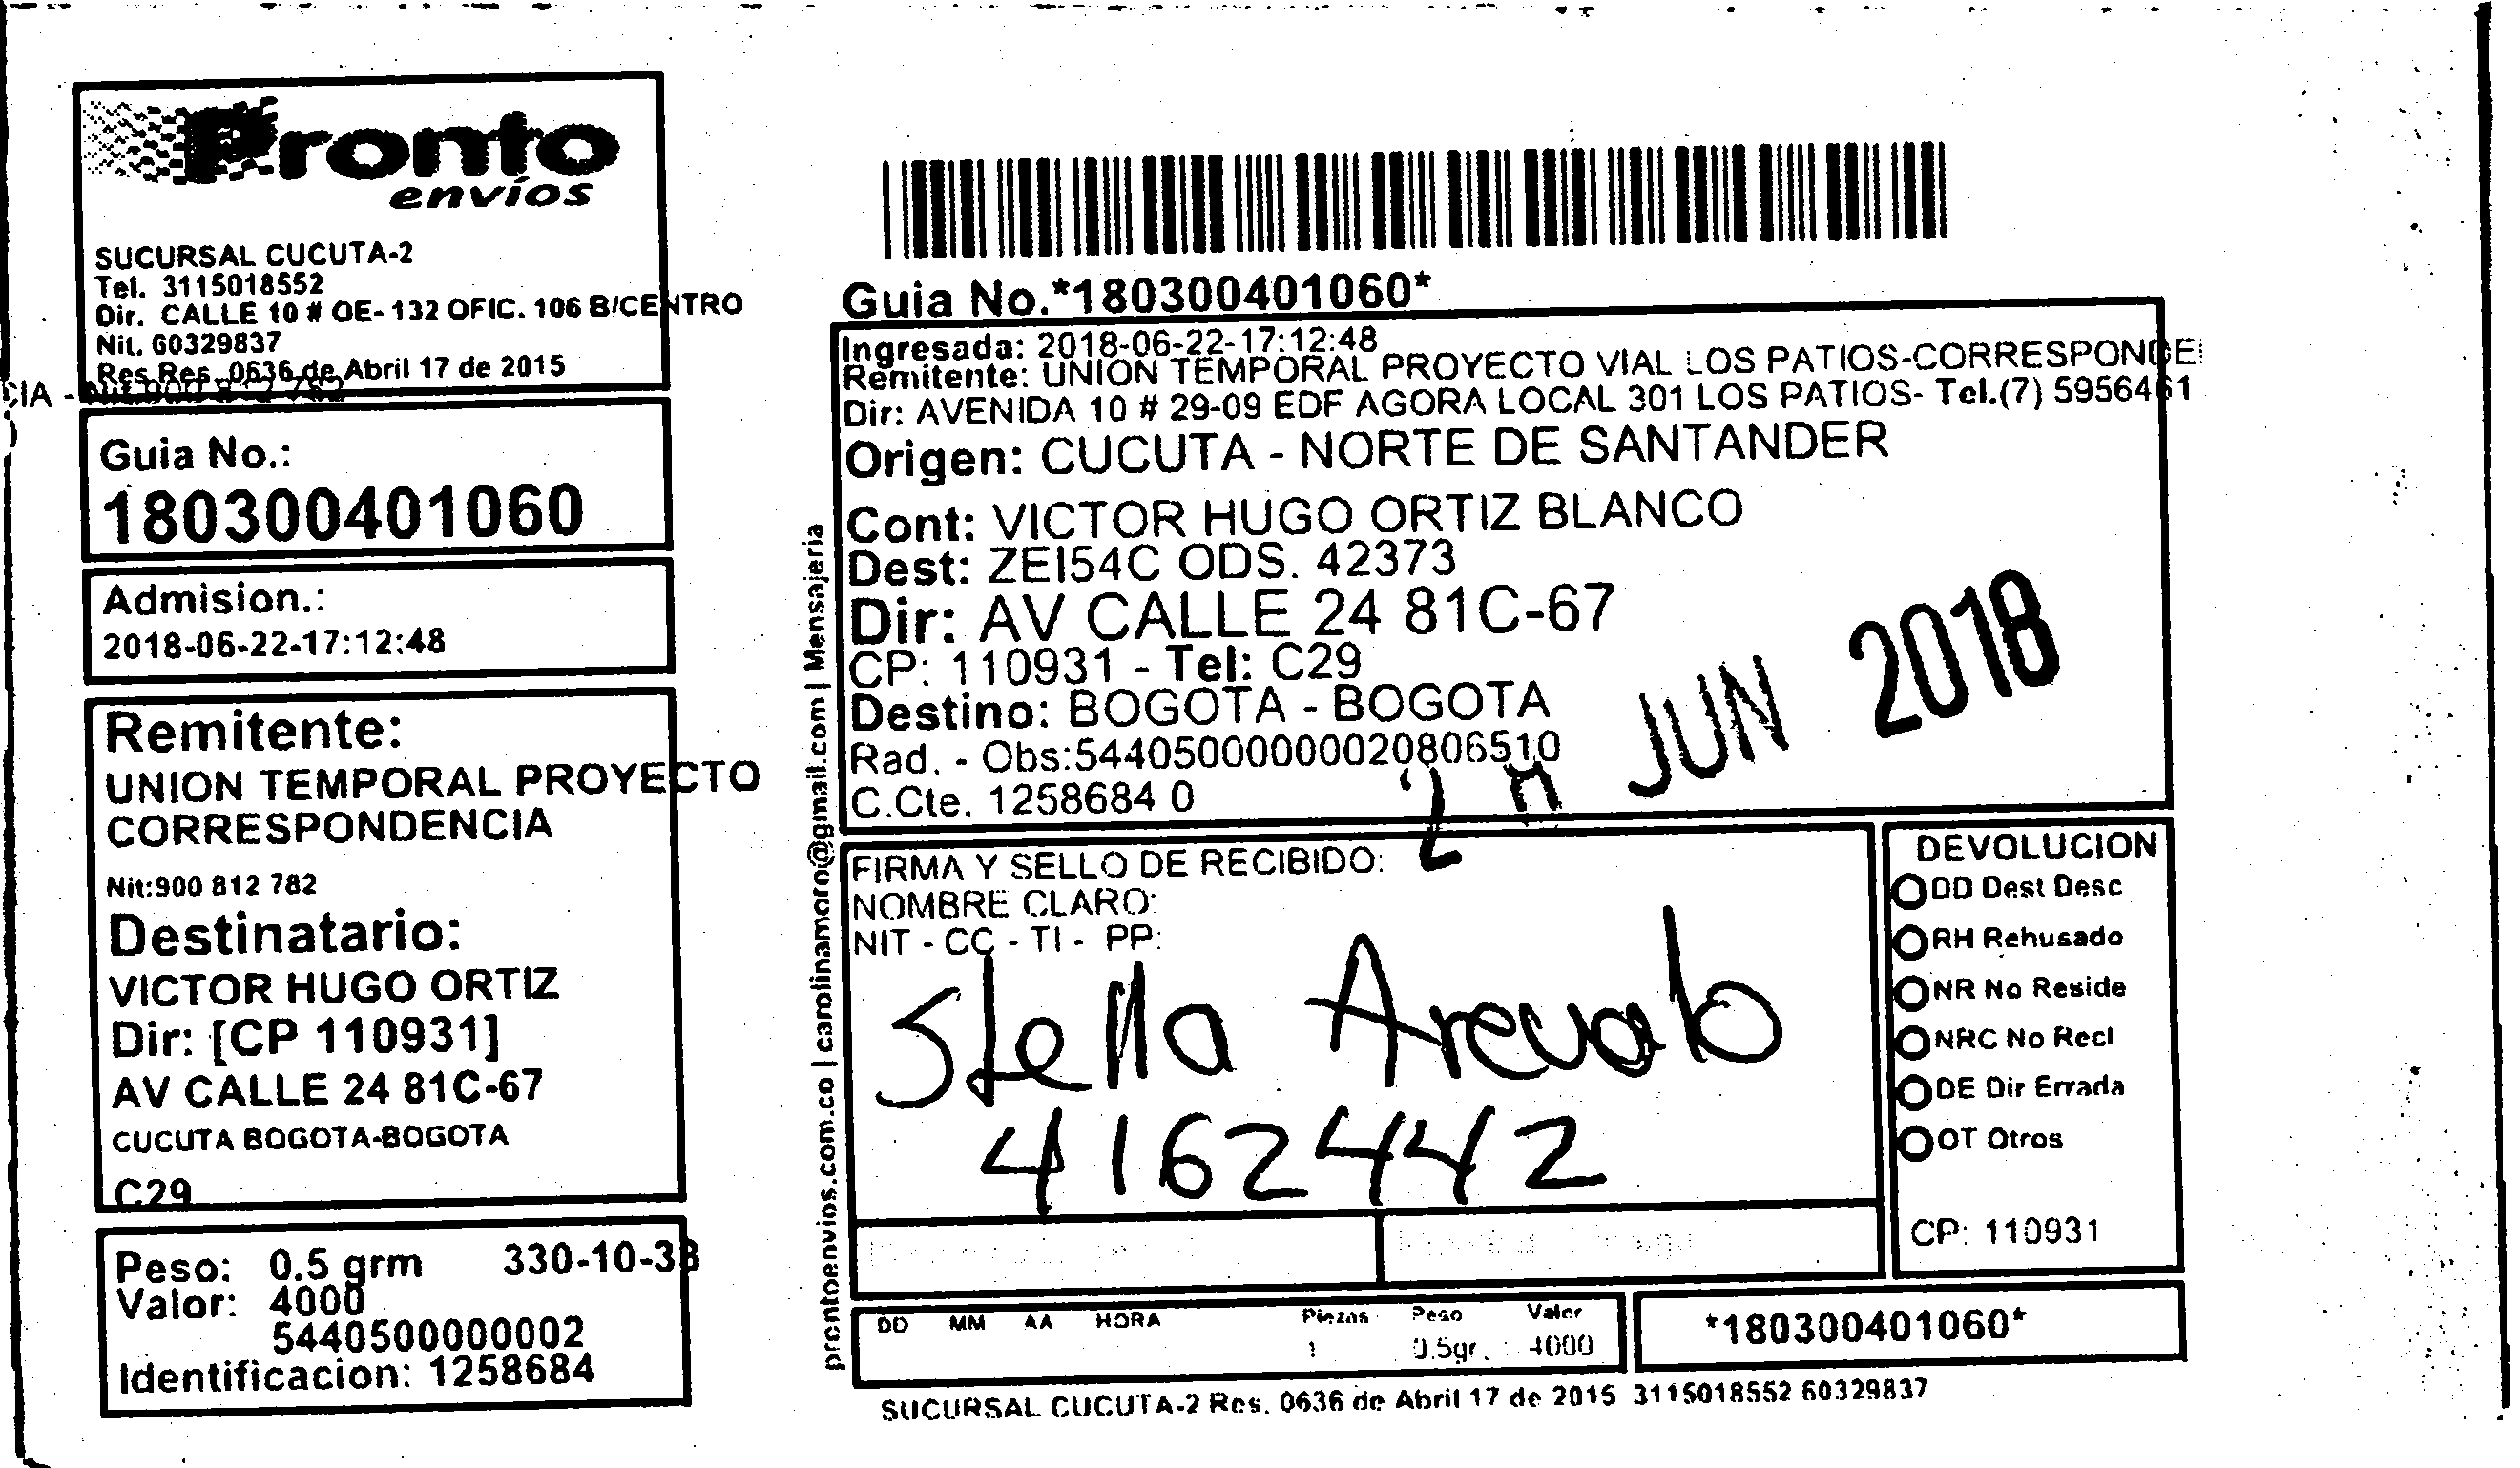 Pronto
envíos
SUCURSAL CUCUTA-2
Tel. 3115018552
Dir. CALLE 10 # OE-132 OFIC. 106 B/CENTRO
Nit. 60329837
Res Res. 0636 de Abril 17 de 2015
CIA -
Guia No.:
180300401060
Admision.:
2018-06-22-17:12:48
Remitente:
UNION TEMPORAL PROYECTO
CORRESPONDENCIA
Nit:900 812 782
Destinatario:
VICTOR HUGO ORTIZ
Dir: [CP 110931]
AV CALLE 24 81C-67
CUCUTA BOGOTA-BOGOTA
C29
Peso: 0.5 grm 330-10-33
Valor: 4000
5440500000002
Identificacion: 1258684
prontoenvios.com.co | carolinamoro@gmail.com | Mensajeria
Guia No.*180300401060*
Ingresada: 2018-06-22-17:12:48
Remitente: UNION TEMPORAL PROYECTO VIAL LOS PATIOS-CORRESPONDE
Dir: AVENIDA 10 # 29-09 EDF AGORA LOCAL 301 LOS PATIOS- Tel.(7) 5956461
Origen: CUCUTA - NORTE DE SANTANDER
Cont: VICTOR HUGO ORTIZ BLANCO
Dest: ZEI54C ODS. 42373
Dir: AV CALLE 24 81C-67
CP: 110931 - Tel: C29
Destino: BOGOTA - BOGOTA
Rad. - Obs:544050000000020806510
C.Cte. 1258684 0
JUN 2018
FIRMA Y SELLO DE RECIBIDO:
NOMBRE CLARO:
NIT - CC - TI - PP:
Stella Arevalo
4162442
DEVOLUCION
DD Dest Desc
RH Rehusado
NR No Reside
NRC No Recl
DE Dir Errada
OT Otros
CP: 110931
DD MM AA HORA Piezas Peso Valor
1 0.5gr. 4000
*180300401060*
SUCURSAL CUCUTA-2 Res. 0636 de Abril 17 de 2015 3115018552 60329837